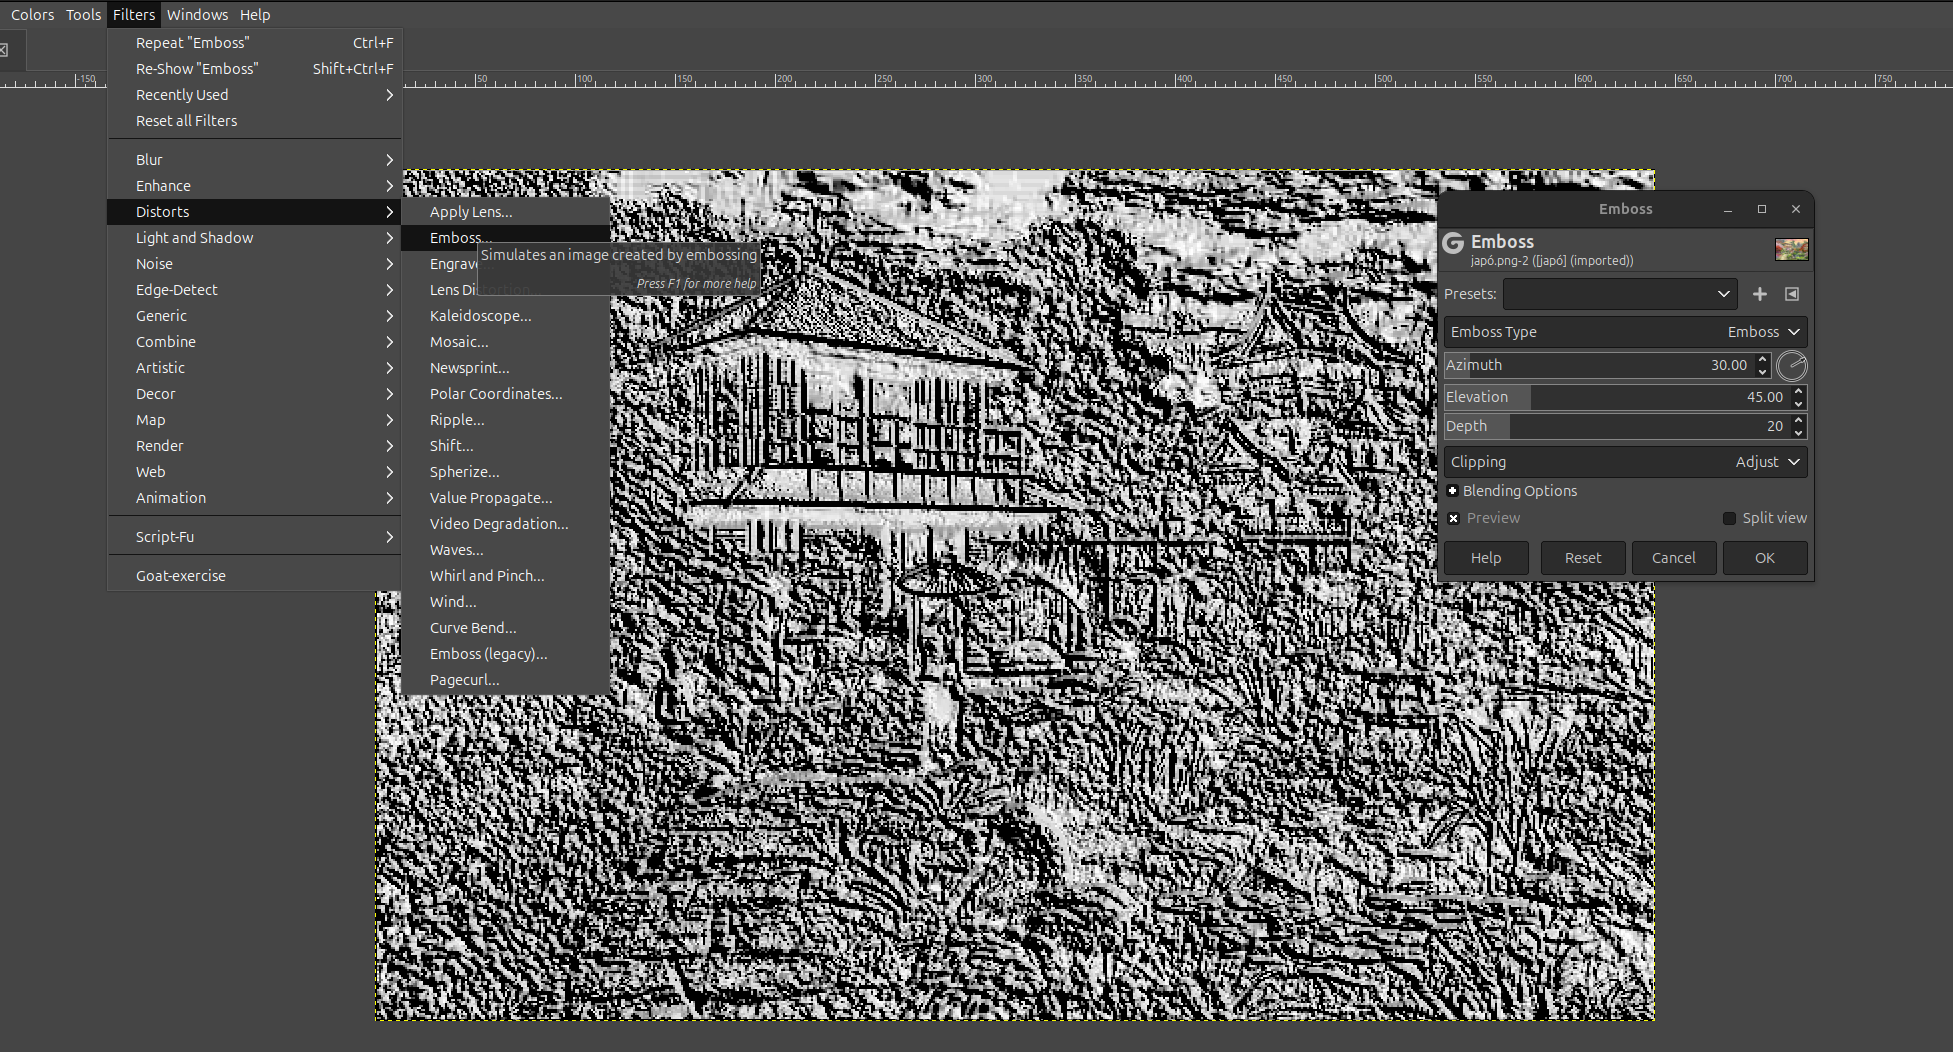 Colors Tools Filters Windows Help
Repeat "Emboss" Ctrl+F
Re-Show "Emboss" Shift+Ctrl+F
Recently Used
Reset all Filters
-150 50 100 150 200 250 300 350 400 450 500 550 600 650 700 750
Blur
Enhance
Distorts
Light and Shadow
Noise
Edge-Detect
Generic
Combine
Artistic
Decor
Map
Render
Web
Animation
Script-Fu
Goat-exercise
Apply Lens...
Emboss...
Simulates an image created by embossing
Press F1 for more help
Engrave
Lens Distortion...
Kaleidoscope...
Mosaic...
Newsprint...
Polar Coordinates...
Ripple...
Shift...
Spherize...
Value Propagate...
Video Degradation...
Waves...
Whirl and Pinch...
Wind...
Curve Bend...
Emboss (legacy)...
Pagecurl...
Emboss
Emboss
japó.png-2 ([japó] (imported))
Presets:
Emboss Type Emboss
Azimuth 30.00
Elevation 45.00
Depth 20
Clipping Adjust
Blending Options
Preview Split view
Help Reset Cancel OK